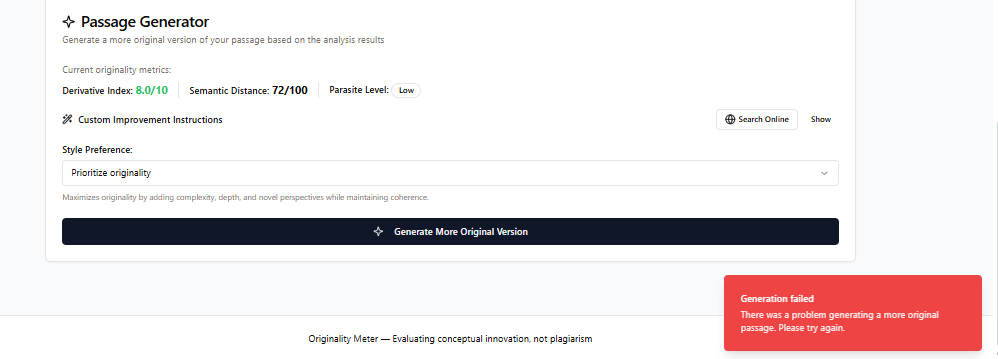 Passage Generator
Generate a more original version of your passage based on the analysis results
Current originality metrics:
Derivative Index: 8.0/10 Semantic Distance: 72/100 Parasite Level: Low
Custom Improvement Instructions Search Online Show
Style Preference:
Prioritize originality
Maximizes originality by adding complexity, depth, and novel perspectives while maintaining coherence.
Generate More Original Version
Generation failed
There was a problem generating a more original
passage. Please try again.
Originality Meter — Evaluating conceptual innovation, not plagiarism